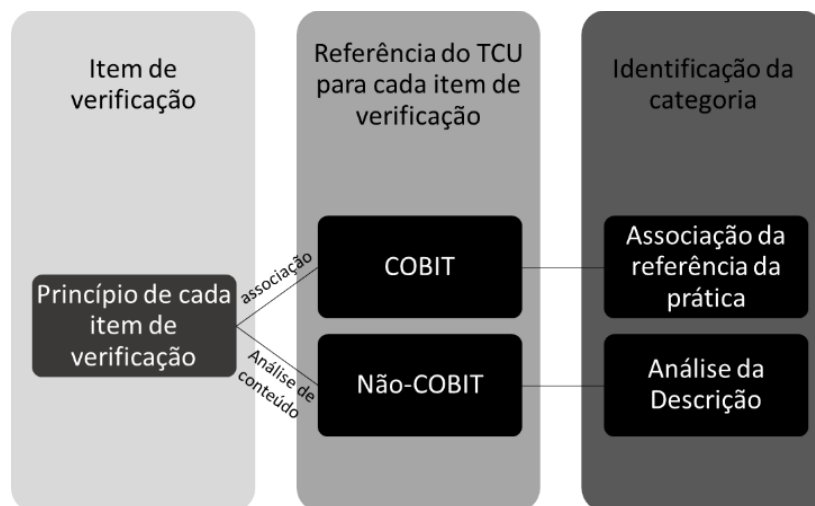 Item de
verificação
Referência do TCU
para cada item de
verificação
Identificação da
categoria
Princípio de cada
item de
verificação
associação
Análise de
conteúdo
COBIT
Não-COBIT
Associação da
referência da
prática
Análise da
Descrição